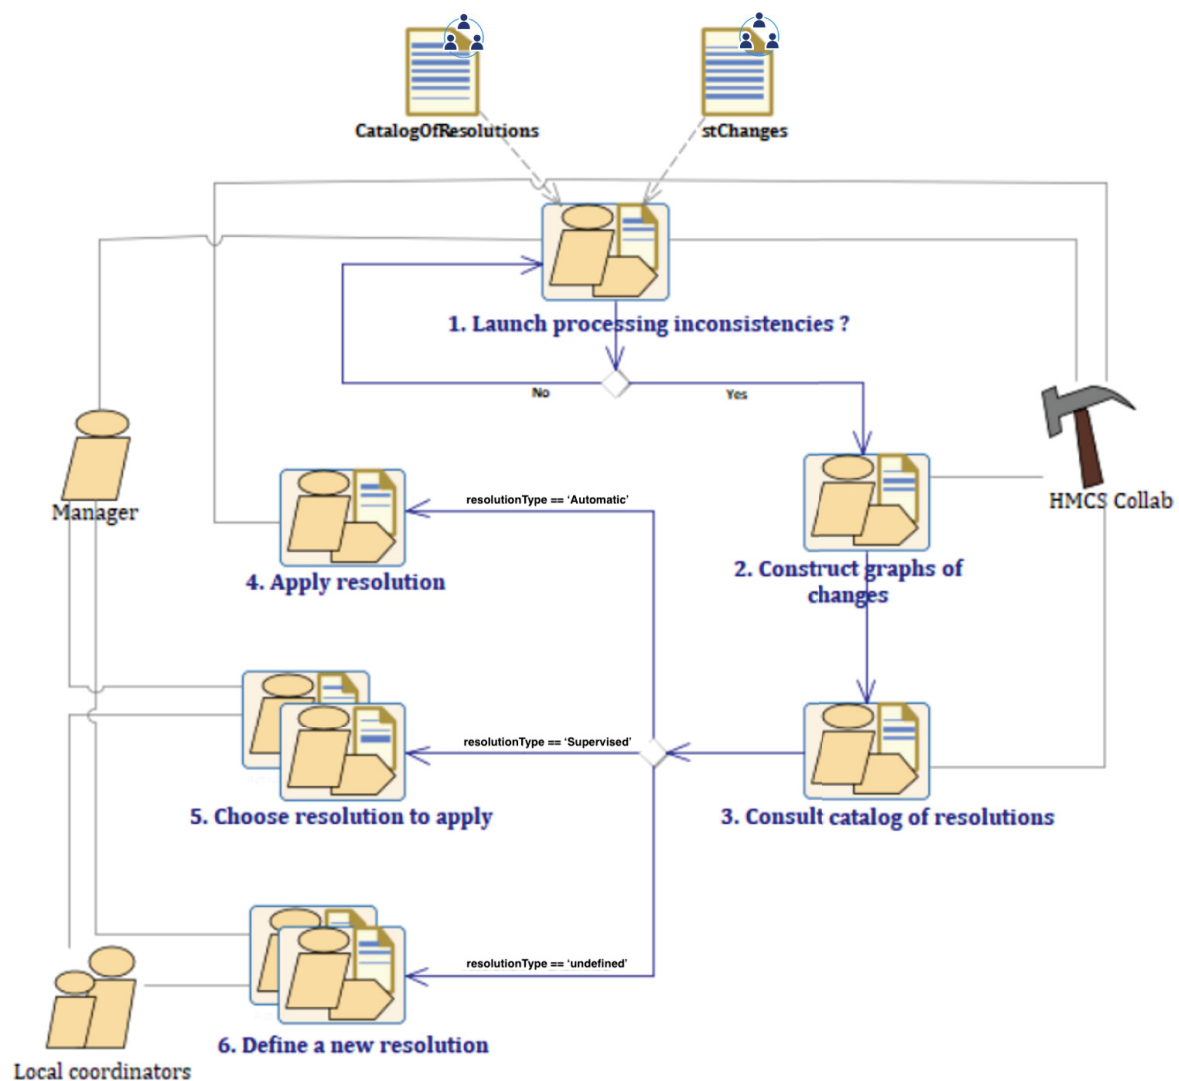 CatalogOfResolutions
stChanges
1. Launch processing inconsistencies ?
No
Yes
Manager
HMCS Collab
resolutionType == ‘Automatic’
4. Apply resolution
2. Construct graphs of
changes
resolutionType == ‘Supervised’
5. Choose resolution to apply
3. Consult catalog of resolutions
resolutionType == ‘undefined’
6. Define a new resolution
Local coordinators